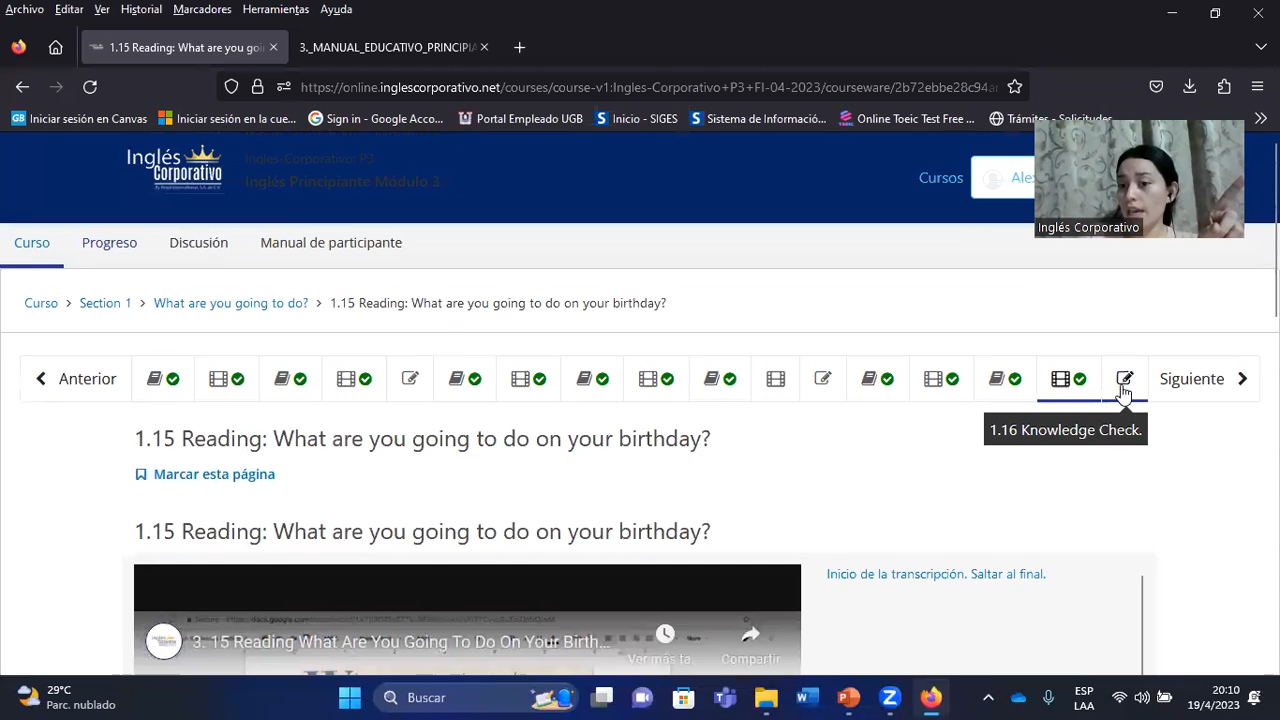 Archivo Editar Ver Historial Marcadores Herramientas Ayuda
1.15 Reading: What are you goi
3._MANUAL_EDUCATIVO_PRINCIPIA
https://online.inglescorporativo.net/courses/course-v1:Ingles-Corporativo+P3+FI-04-2023/courseware/2b72ebbe28c94a
GB Iniciar sesión en Canvas
Iniciar sesión en la cue...
Sign in - Google Acco...
Portal Empleado UGB
S Inicio - SIGES
S Sistema de Informació...
Online Toeic Test Free ...
Trámites - Solicitudes
Inglés
Corporativo
Ingles-Corporativo: P3
Inglés Principiante Módulo 3
Cursos
Ale
Inglés Corporativo
Curso Progreso Discusión Manual de participante
Curso > Section 1 > What are you going to do? > 1.15 Reading: What are you going to do on your birthday?
Anterior
Siguiente
1.16 Knowledge Check.
1.15 Reading: What are you going to do on your birthday?
Marcar esta página
1.15 Reading: What are you going to do on your birthday?
Inicio de la transcripción. Saltar al final.
3. 15 Reading What Are You Going To Do On Your Birth...
Ver más ta
Compartir
29°C
Parc. nublado
Buscar
ESP
LAA
20:10
19/4/2023